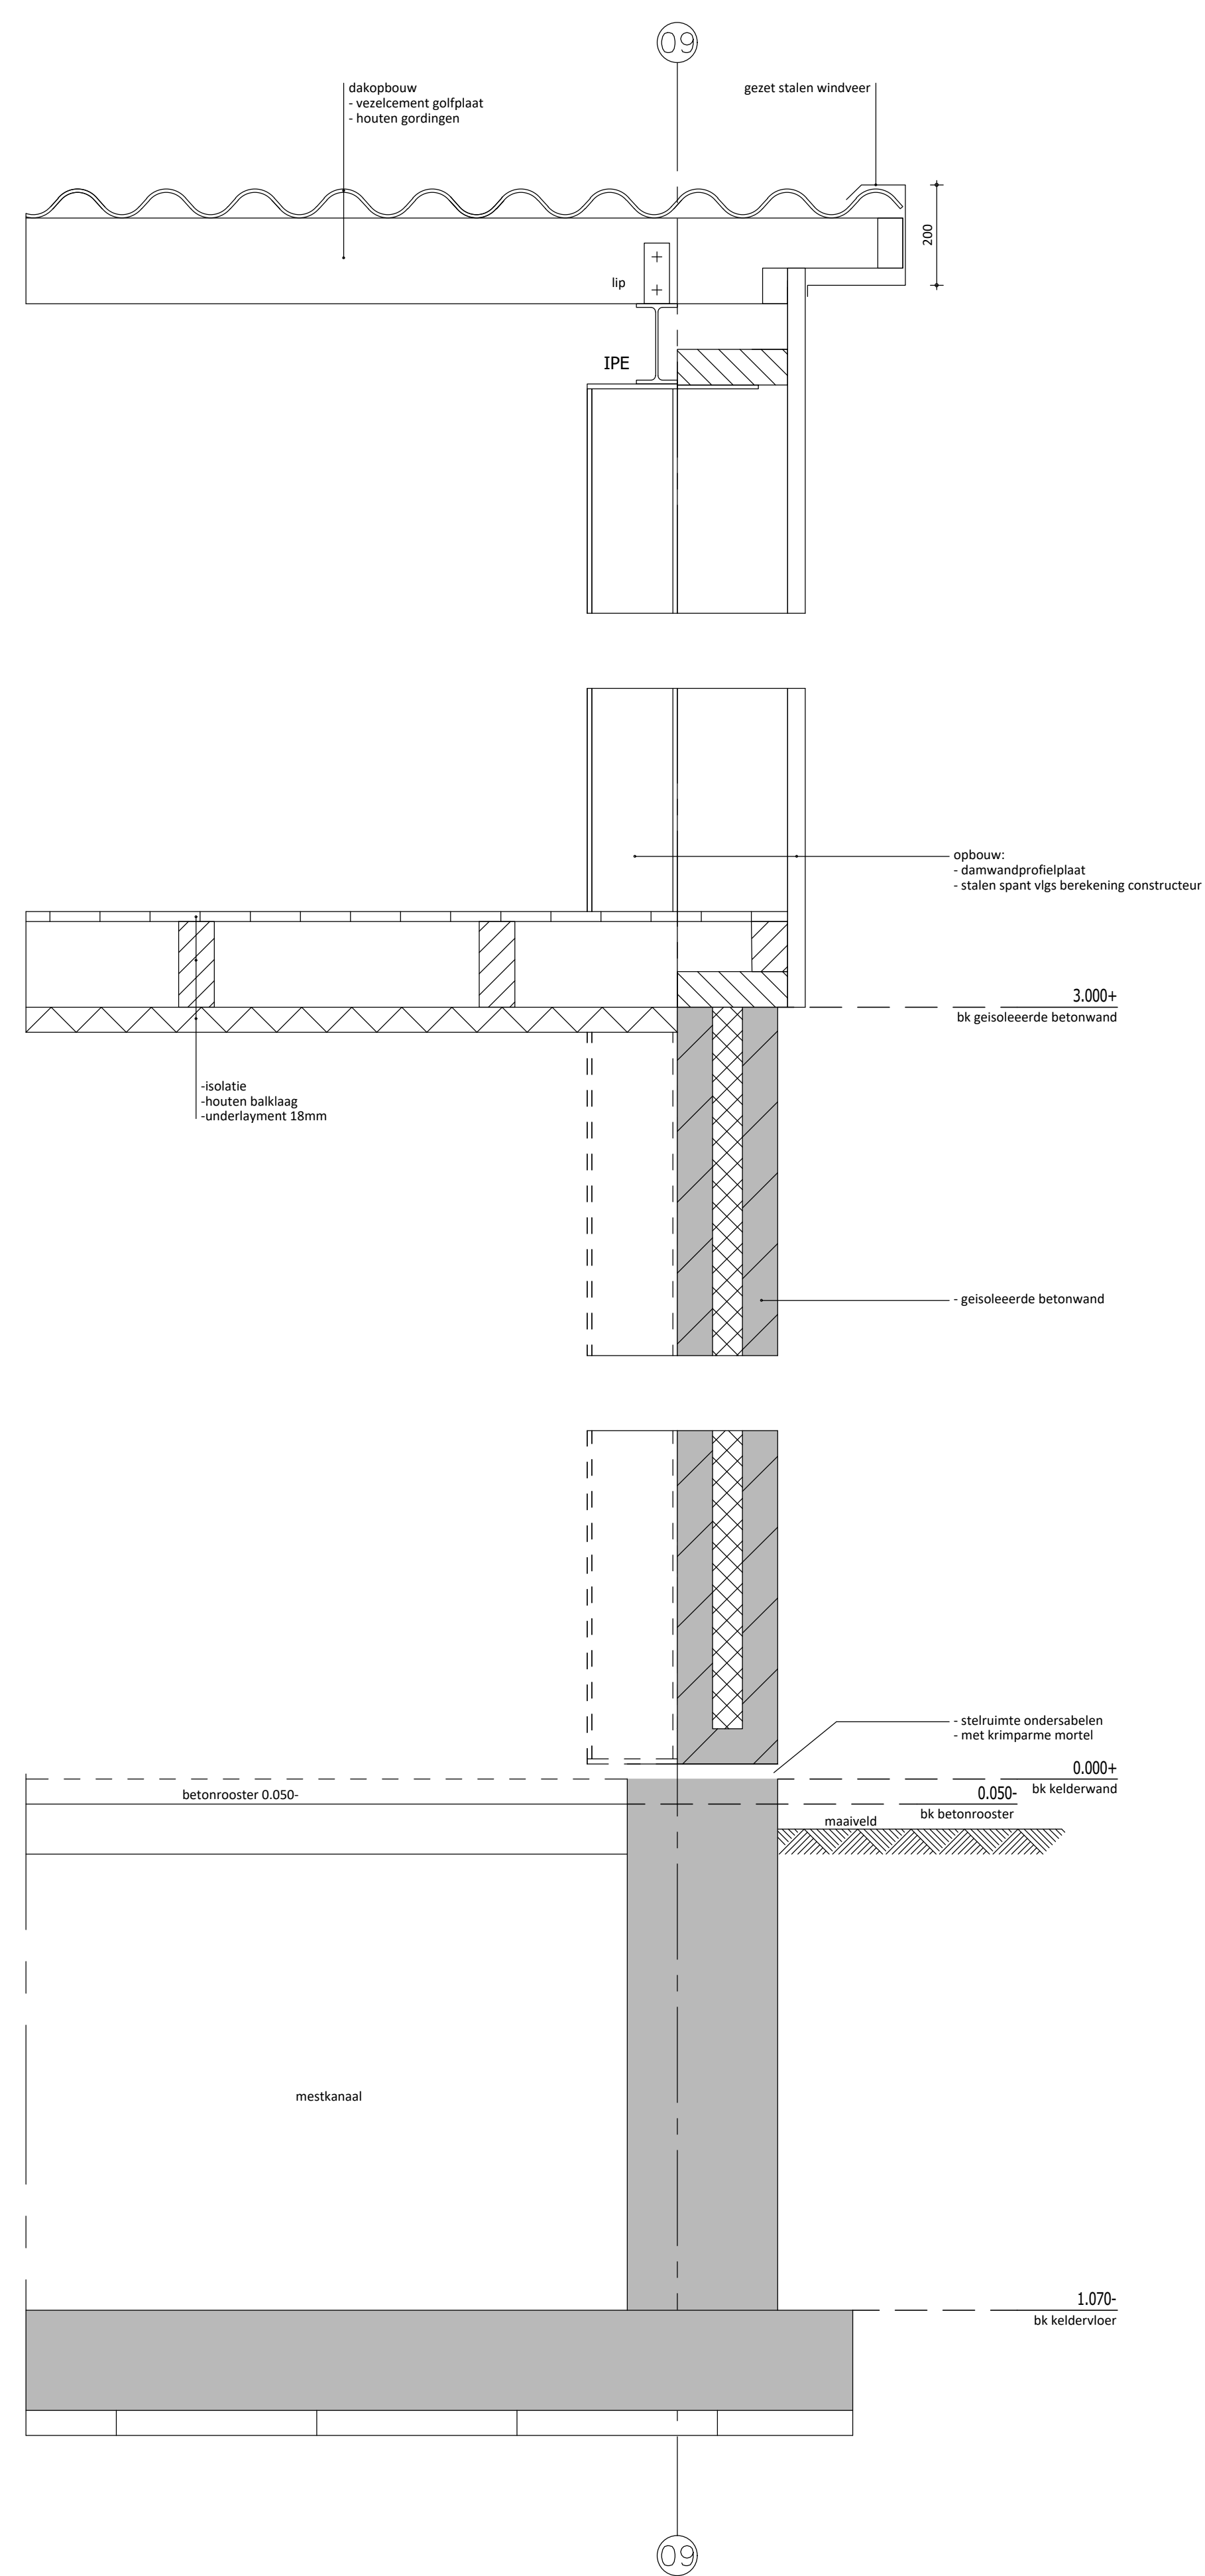 09
dakopbouw
- vezelcement golfplaat
- houten gordingen
gezet stalen windveer
200
lip
IPE
opbouw:
- damwandprofielplaat
- stalen spant vlgs berekening constructeur
3.000+
bk geisoleeerde betonwand
-isolatie
-houten balklaag
-underlayment 18mm
- geisoleeerde betonwand
- stelruimte ondersabelen
- met krimparme mortel
0.000+
bk kelderwand
betonrooster 0.050-
0.050-
bk betonrooster
maaiveld
mestkanaal
1.070-
bk keldervloer
09